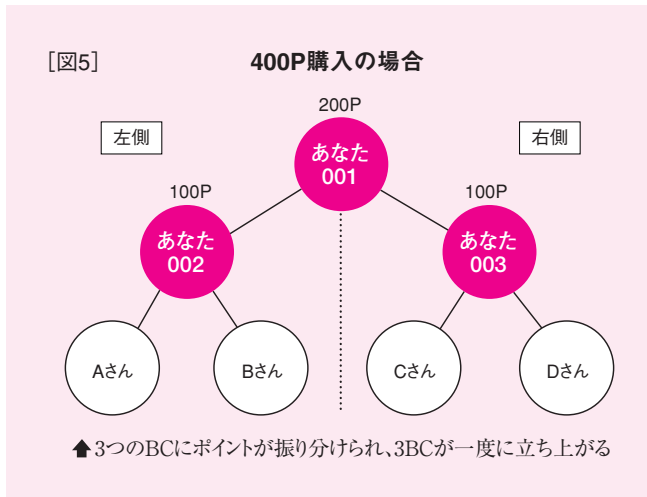 [図5]
400P購入の場合
200P
左側
右側
あなた
001
100P
100P
あなた
002
あなた
003
Aさん
Bさん
Cさん
Dさん
⬆3つのBCにポイントが振り分けられ、3BCが一度に立ち上がる